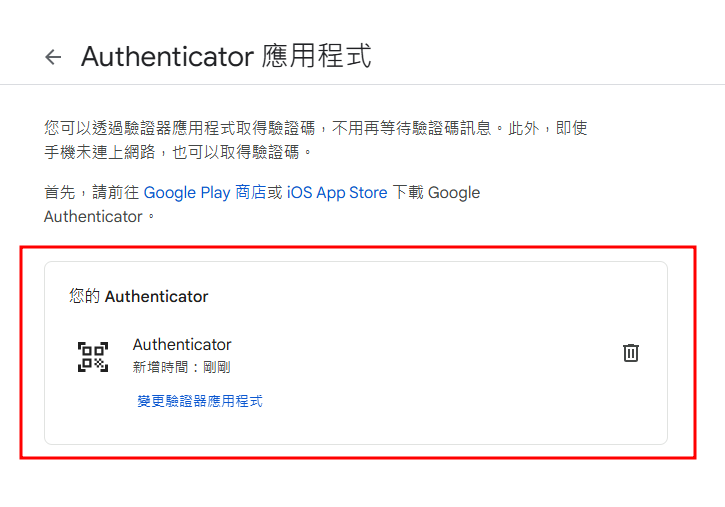 Authenticator 應用程式
您可以透過驗證器應用程式取得驗證碼，不用再等待驗證碼訊息。此外，即使
手機未連上網路，也可以取得驗證碼。
首先，請前往 Google Play 商店或 iOS App Store 下載 Google
Authenticator。
您的 Authenticator
Authenticator
新增時間：剛剛
變更驗證器應用程式